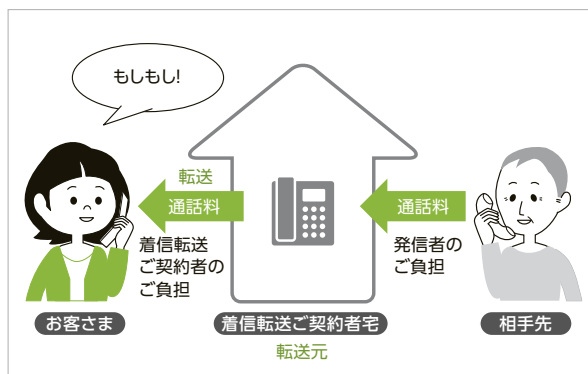 もしもし!
転送
通話料
着信転送
ご契約者の
ご負担
通話料
発信者の
ご負担
お客さま
着信転送ご契約者宅
相手先
転送元